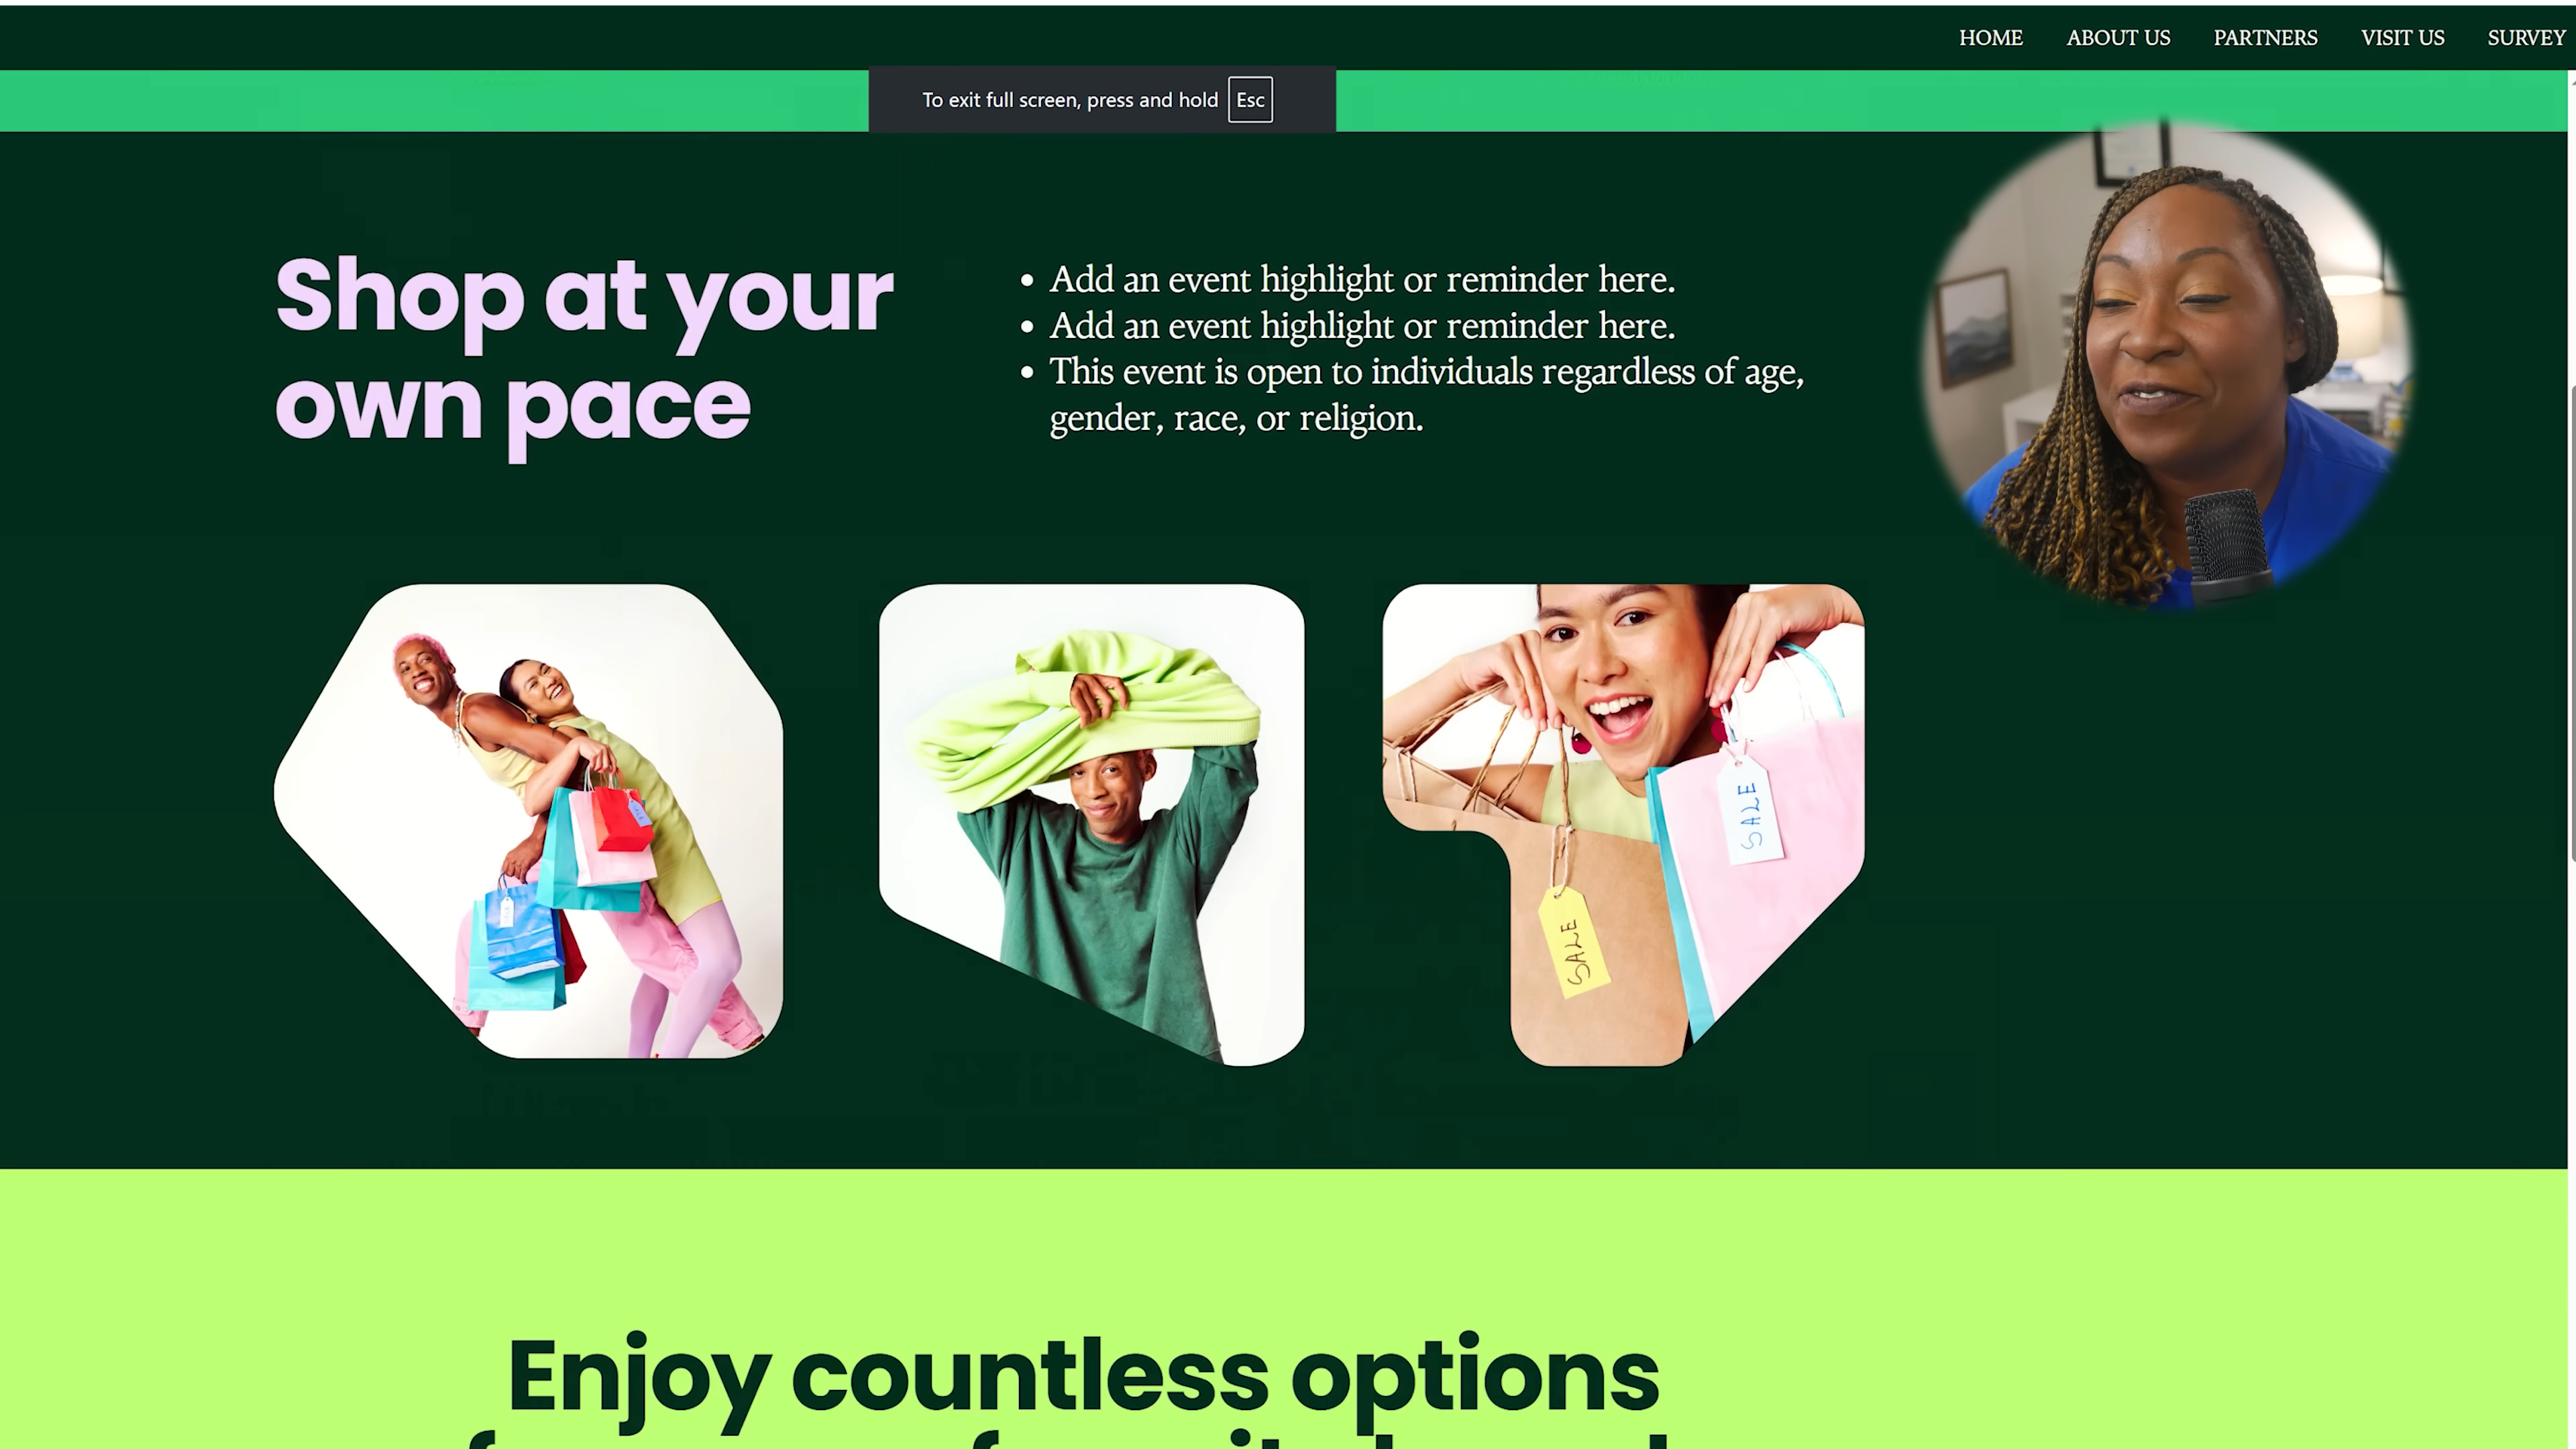 HOME ABOUT US PARTNERS VISIT US SURVEY
To exit full screen, press and hold Esc
Shop at your
own pace
• Add an event highlight or reminder here.
• Add an event highlight or reminder here.
• This event is open to individuals regardless of age,
gender, race, or religion.
SALE
SALE
Enjoy countless options